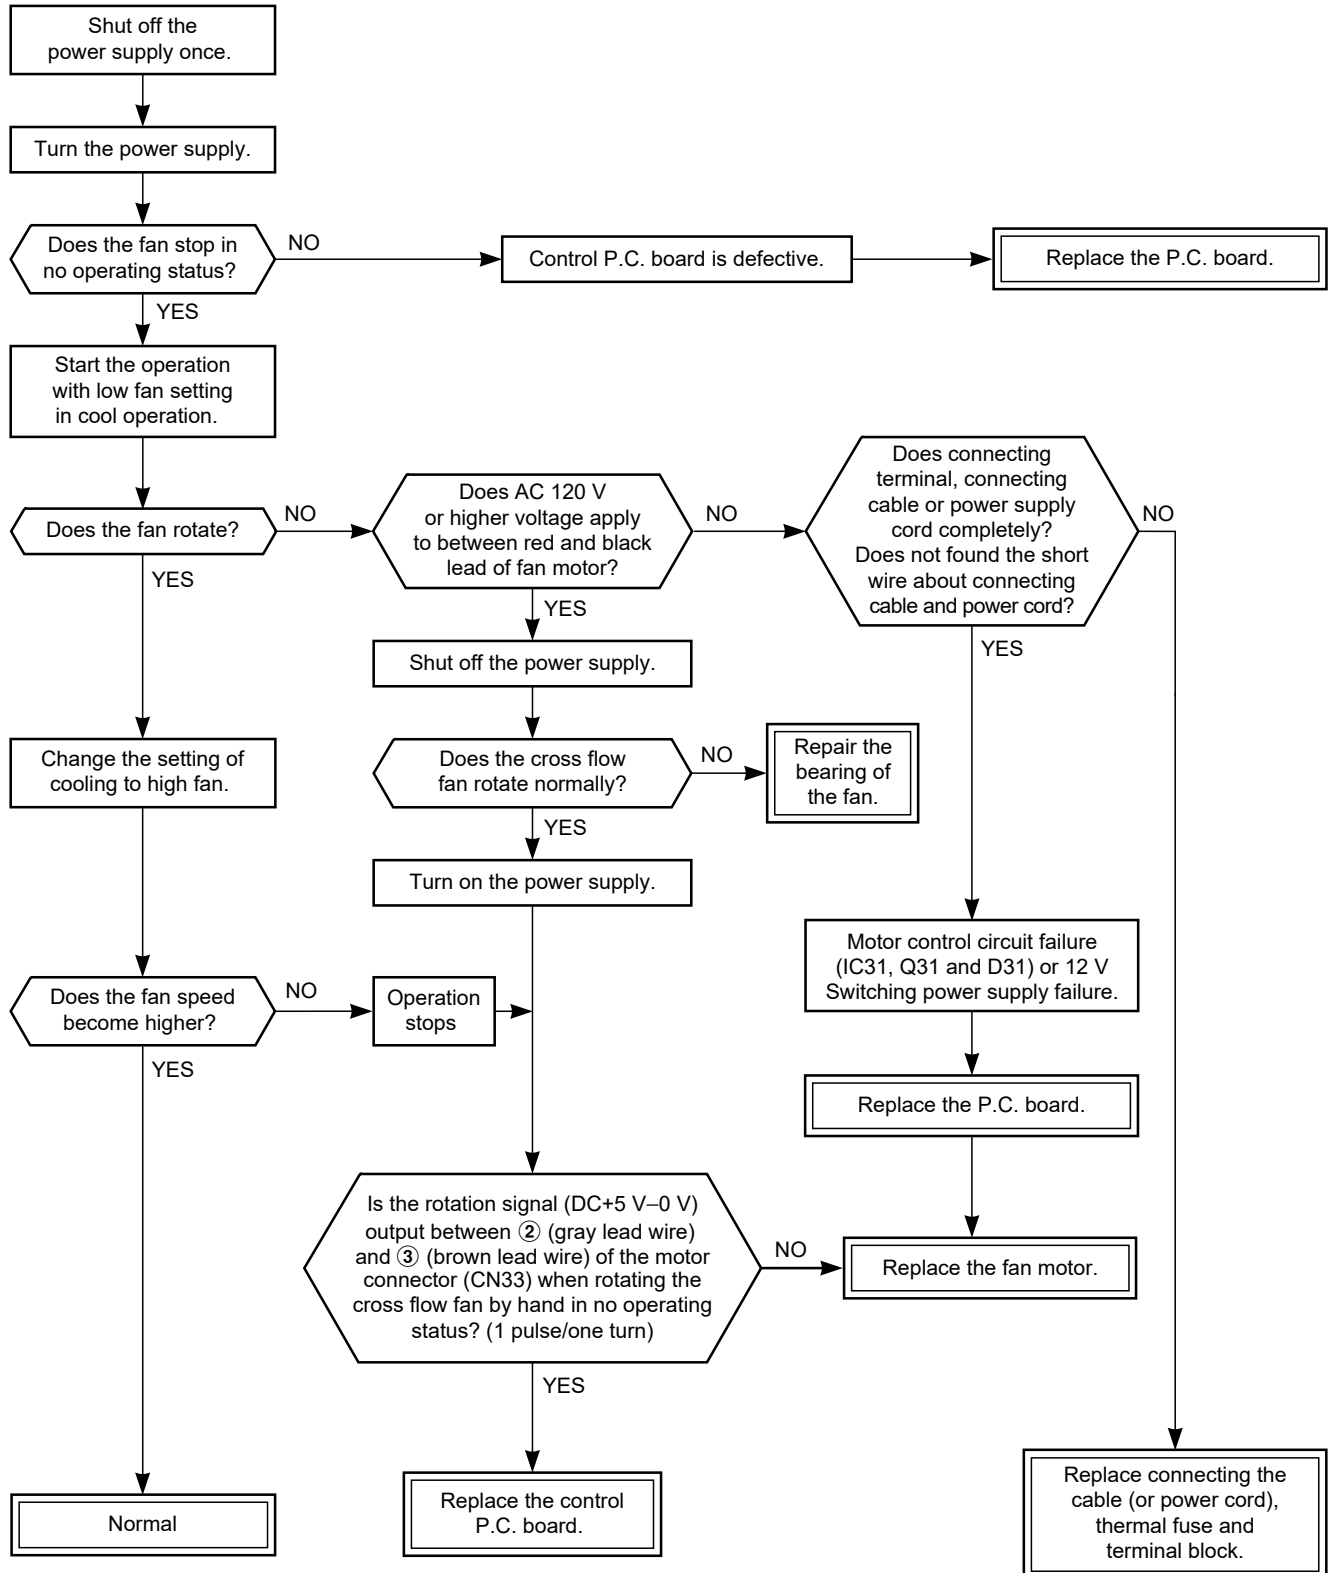 Shut off the
power supply once.
Turn the power supply.
Does the fan stop in
no operating status?
NO
Control P.C. board is defective.
Replace the P.C. board.
YES
Start the operation
with low fan setting
in cool operation.
Does the fan rotate?
NO
Does AC 120 V
or higher voltage apply
to between red and black
lead of fan motor?
NO
Does connecting
terminal, connecting
cable or power supply
cord completely?
Does not found the short
wire about connecting
cable and power cord?
NO
YES
YES
YES
Shut off the power supply.
Change the setting of
cooling to high fan.
Does the cross flow
fan rotate normally?
NO
Repair the
bearing of
the fan.
YES
Turn on the power supply.
Motor control circuit failure
(IC31, Q31 and D31) or 12 V
Switching power supply failure.
Does the fan speed
become higher?
NO
Operation
stops
YES
Replace the P.C. board.
Is the rotation signal (DC+5 V–0 V)
output between ② (gray lead wire)
and ③ (brown lead wire) of the motor
connector (CN33) when rotating the
cross flow fan by hand in no operating
status? (1 pulse/one turn)
NO
Replace the fan motor.
YES
Normal
Replace the control
P.C. board.
Replace connecting the
cable (or power cord),
thermal fuse and
terminal block.